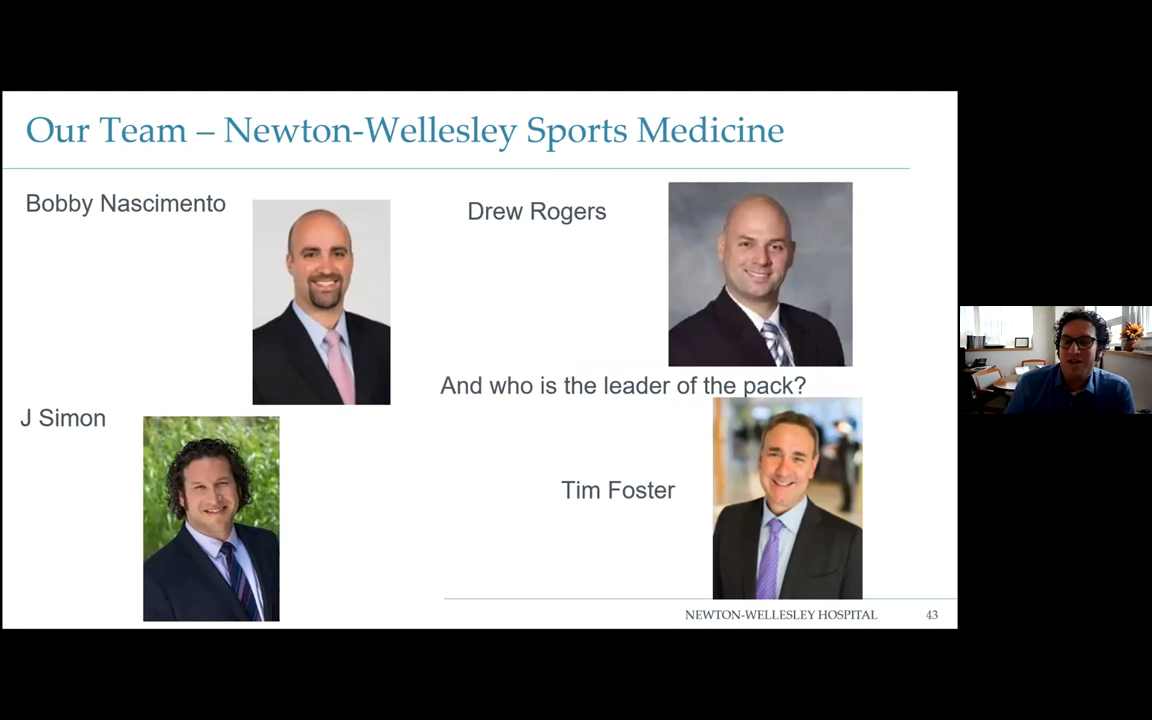 Our Team – Newton-Wellesley Sports Medicine
Bobby Nascimento
Drew Rogers
And who is the leader of the pack?
J Simon
Tim Foster
NEWTON-WELLESLEY HOSPITAL 43